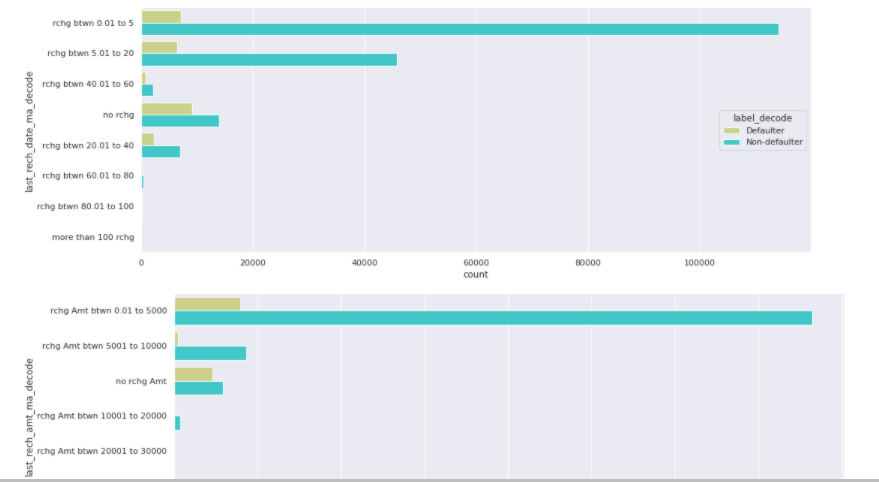 rchg btwn 0.01 to 5
rchg btwn 5.01 to 20
rchg btwn 40.01 to 60
no rchg
rchg btwn 20.01 to 40
rchg btwn 60.01 to 80
rchg btwn 80.01 to 100
more than 100 rchg
last_rech_date_ma_decode
label_decode
Defaulter
Non-defaulter
0 20000 40000 60000 80000 100000
count
rchg Amt btwn 0.01 to 5000
rchg Amt btwn 5001 to 10000
no rchg Amt
rchg Amt btwn 10001 to 20000
rchg Amt btwn 20001 to 30000
last_rech_amt_ma_decode